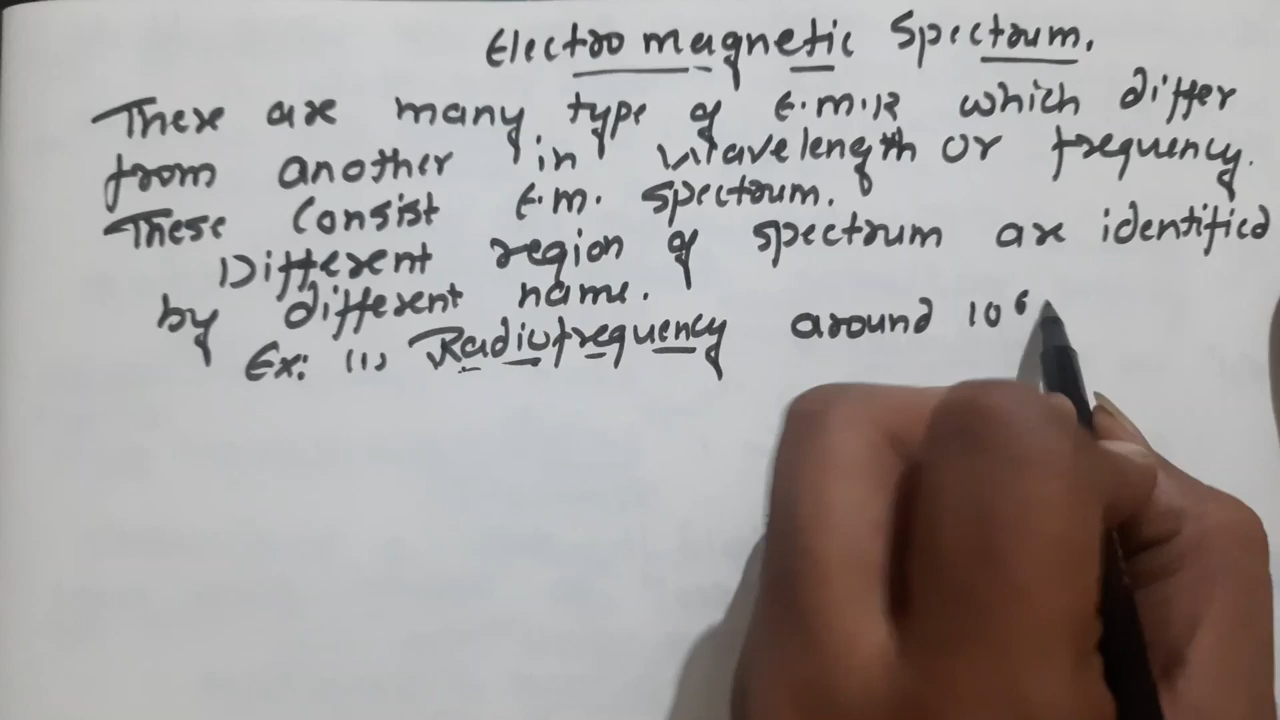 Electromagnetic Spectrum.
There are many type of E.M.R which differ
from another in wavelength or frequency.
These consist E.m. spectrum.
Different region of spectrum are identified
by different name.
Ex: (1) Radiofrequency around 10⁶